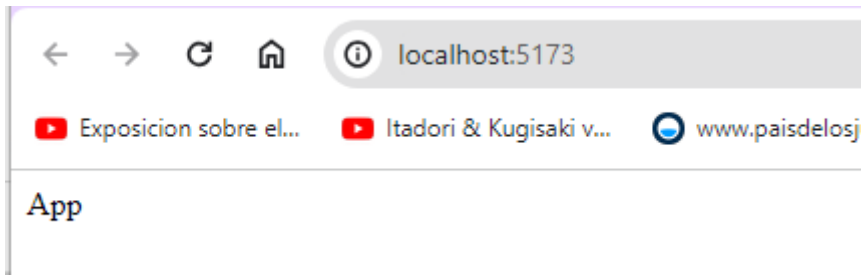 localhost:5173
Exposicion sobre el... Itadori & Kugisaki v... www.paisdelosj
App